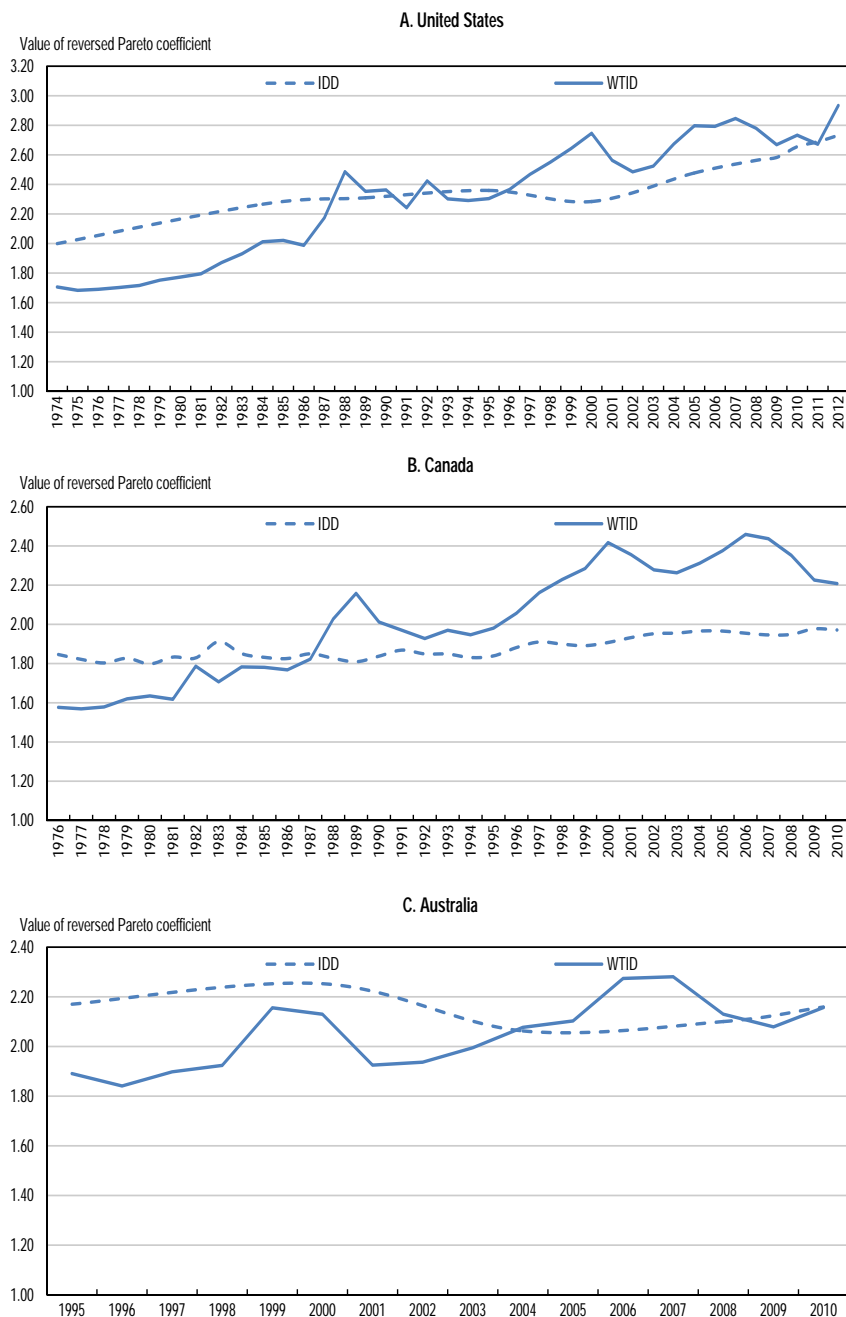 A. United States
Value of reversed Pareto coefficient
3.20
IDD WTID
3.00
2.80
2.60
2.40
2.20
2.00
1.80
1.60
1.40
1.20
1.00
1974 1975 1976 1977 1978 1979 1980 1981 1982 1983 1984 1985 1986 1987 1988 1989 1990 1991 1992 1993 1994 1995 1996 1997 1998 1999 2000 2001 2002 2003 2004 2005 2006 2007 2008 2009 2010 2011 2012
B. Canada
Value of reversed Pareto coefficient
2.60
IDD WTID
2.40
2.20
2.00
1.80
1.60
1.40
1.20
1.00
1976 1977 1978 1979 1980 1981 1982 1983 1984 1985 1986 1987 1988 1989 1990 1991 1992 1993 1994 1995 1996 1997 1998 1999 2000 2001 2002 2003 2004 2005 2006 2007 2008 2009 2010
C. Australia
Value of reversed Pareto coefficient
2.40
IDD WTID
2.20
2.00
1.80
1.60
1.40
1.20
1.00
1995 1996 1997 1998 1999 2000 2001 2002 2003 2004 2005 2006 2007 2008 2009 2010